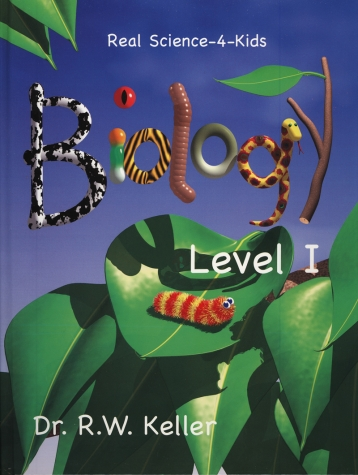 Real Science-4-Kids
Biology
Level I
Dr. R.W. Keller